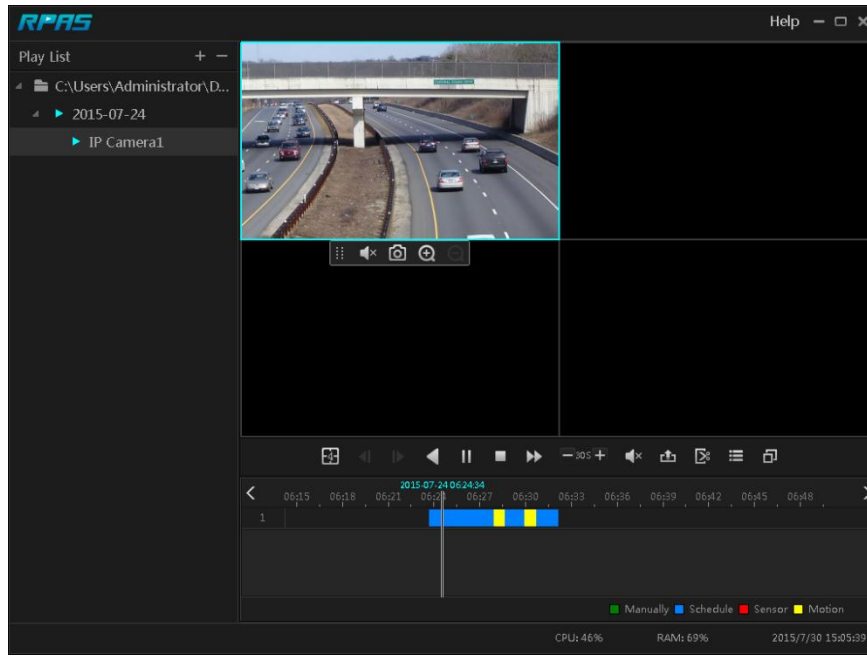 RPAS
Help
Play List
C:\Users\Administrator\D...
2015-07-24
IP Camera1
30S
2015-07-24 06:24:34
06:15 06:18 06:21 06:24 06:27 06:30 06:33 06:36 06:39 06:42 06:45 06:48
1
Manually Schedule Sensor Motion
CPU: 46% RAM: 69% 2015/7/30 15:05:39